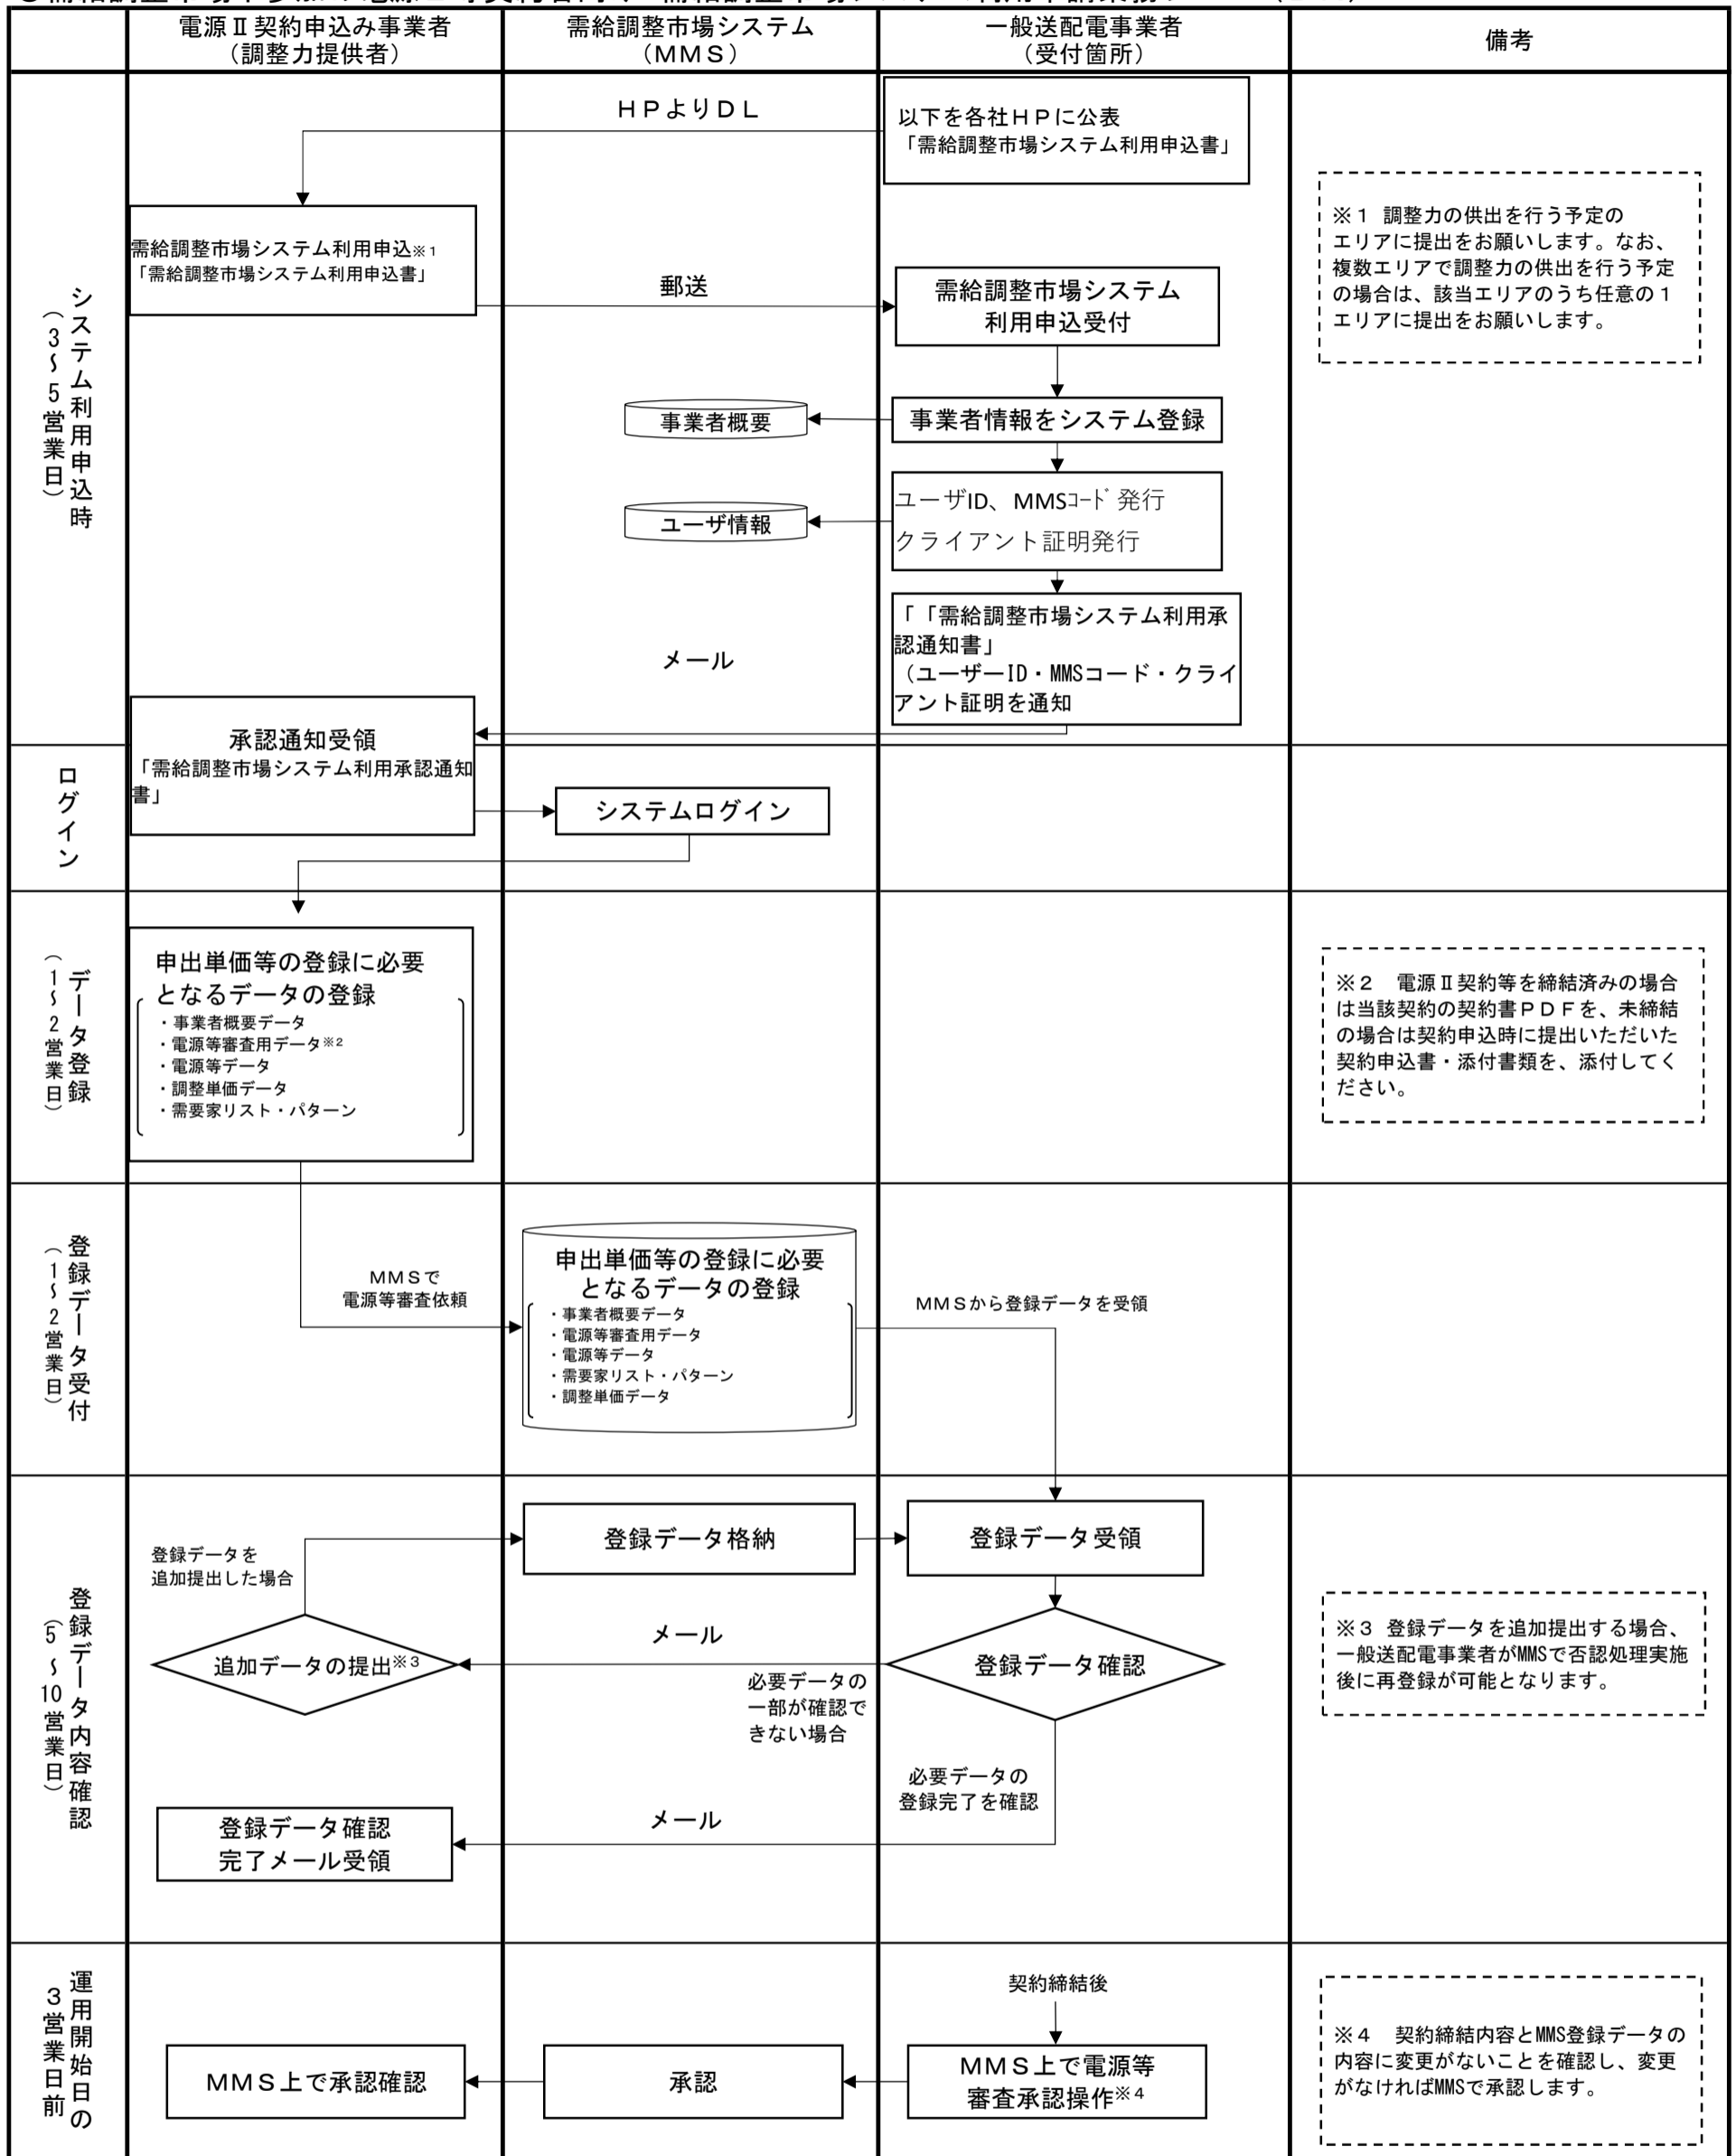 電源Ⅱ契約申込み事業者
（調整力提供者）
需給調整市場システム
（ＭＭＳ）
一般送配電事業者
（受付箇所）
備考
システム利用申込時
（３～５営業日）
ＨＰよりＤＬ
以下を各社ＨＰに公表
「需給調整市場システム利用申込書」
需給調整市場システム利用申込※１
「需給調整市場システム利用申込書」
郵送
需給調整市場システム
利用申込受付
※１ 調整力の供出を行う予定の
エリアに提出をお願いします。なお、
複数エリアで調整力の供出を行う予定
の場合は、該当エリアのうち任意の１
エリアに提出をお願いします。
事業者概要
事業者情報をシステム登録
ユーザ情報
ユーザID、MMSｺｰﾄﾞ発行
クライアント証明発行
メール
「「需給調整市場システム利用承
認通知書」
（ユーザーID・MMSコード・クライ
アント証明を通知
承認通知受領
「需給調整市場システム利用承認通知
書」
ログイン
システムログイン
データ登録
（１～２営業日）
申出単価等の登録に必要
となるデータの登録
・事業者概要データ
・電源等審査用データ※2
・電源等データ
・調整単価データ
・需要家リスト・パターン
※２　電源Ⅱ契約等を締結済みの場合
は当該契約の契約書ＰＤＦを、未締結
の場合は契約申込時に提出いただいた
契約申込書・添付書類を、添付してく
ださい。
登録データ受付
（１～２営業日）
ＭＭＳで
電源等審査依頼
申出単価等の登録に必要
となるデータの登録
・事業者概要データ
・電源等審査用データ
・電源等データ
・需要家リスト・パターン
・調整単価データ
ＭＭＳから登録データを受領
登録データ内容確認
（５～10営業日）
登録データを
追加提出した場合
登録データ格納
登録データ受領
追加データの提出※３
メール
必要データの
一部が確認で
きない場合
登録データ確認
※３ 登録データを追加提出する場合、
一般送配電事業者がMMSで否認処理実施
後に再登録が可能となります。
必要データの
登録完了を確認
メール
登録データ確認
完了メール受領
運用開始日の
３営業日前
契約締結後
ＭＭＳ上で承認確認
承認
ＭＭＳ上で電源等
審査承認操作※４
※４　契約締結内容とMMS登録データの
内容に変更がないことを確認し、変更
がなければMMSで承認します。